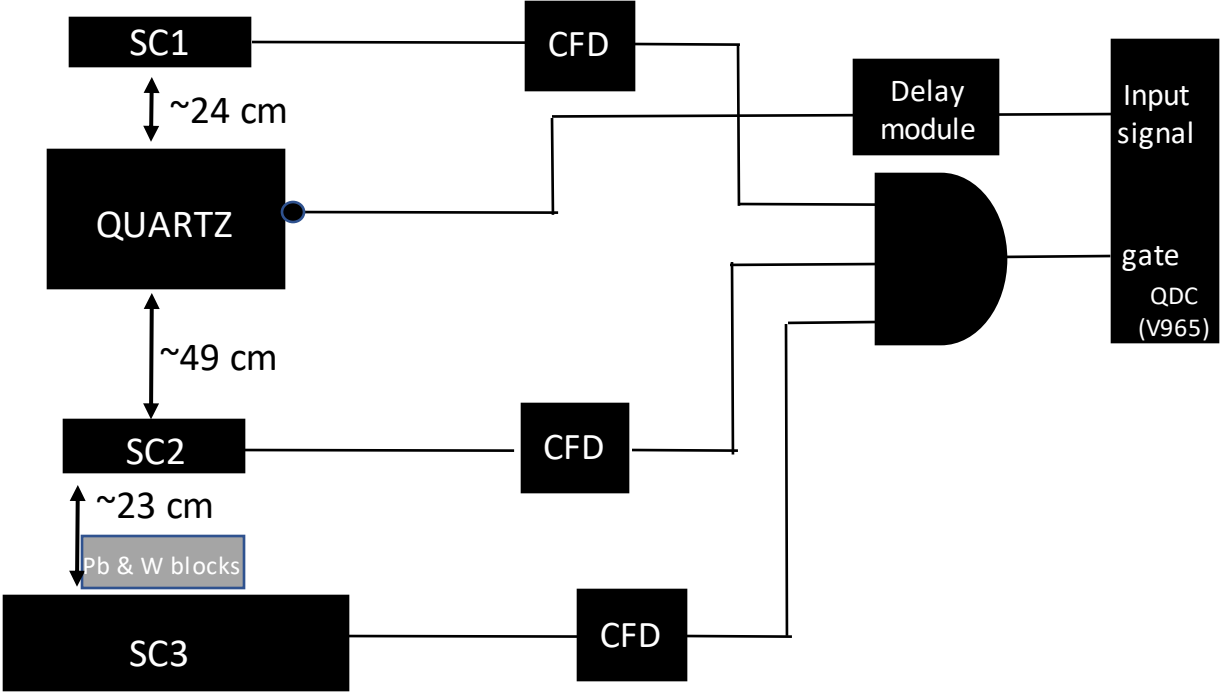 SC1
CFD
~24 cm
Delay
module
Input
signal
QUARTZ
gate
QDC
(V965)
~49 cm
SC2
CFD
~23 cm
Pb & W blocks
SC3
CFD